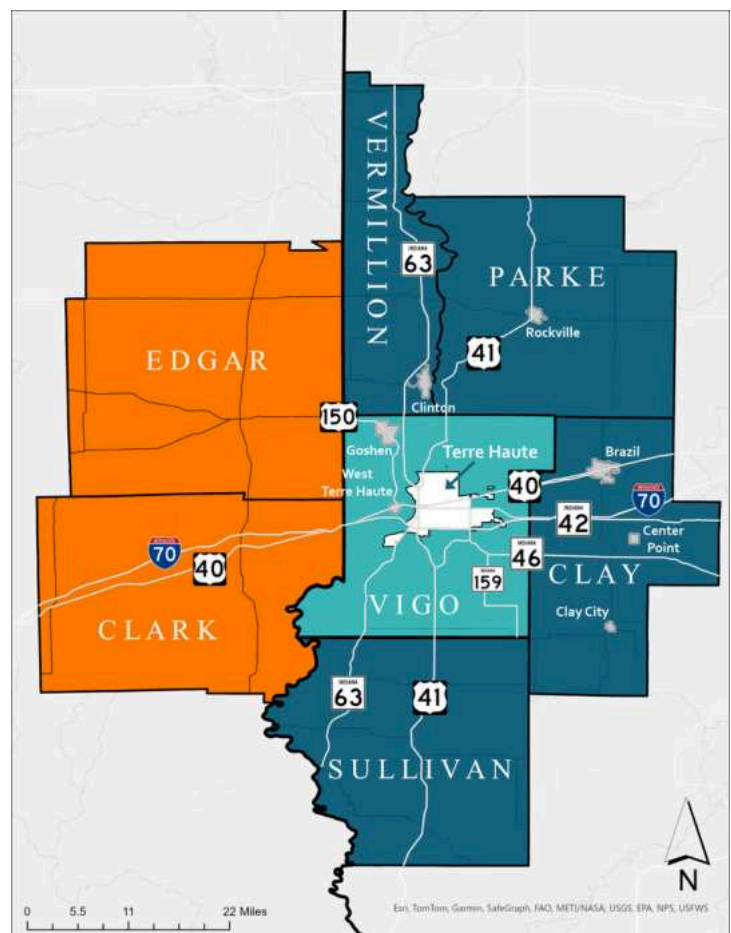 VERMILLION
INDIANA
63
PARKE
Rockville
41
EDGAR
Clinton
150
Goshen
Terre Haute
Brazil
West
Terre Haute
40
INTERSTATE
70
INDIANA
42
Center
Point
INTERSTATE
70
40
INDIANA
46
INDIANA
159
CLAY
VIGO
CLARK
Clay City
INDIANA
63
41
SULLIVAN
N
0 5.5 11 22 Miles
Esri, TomTom, Garmin, SafeGraph, FAO, METI/NASA, USGS, EPA, NPS, USFWS